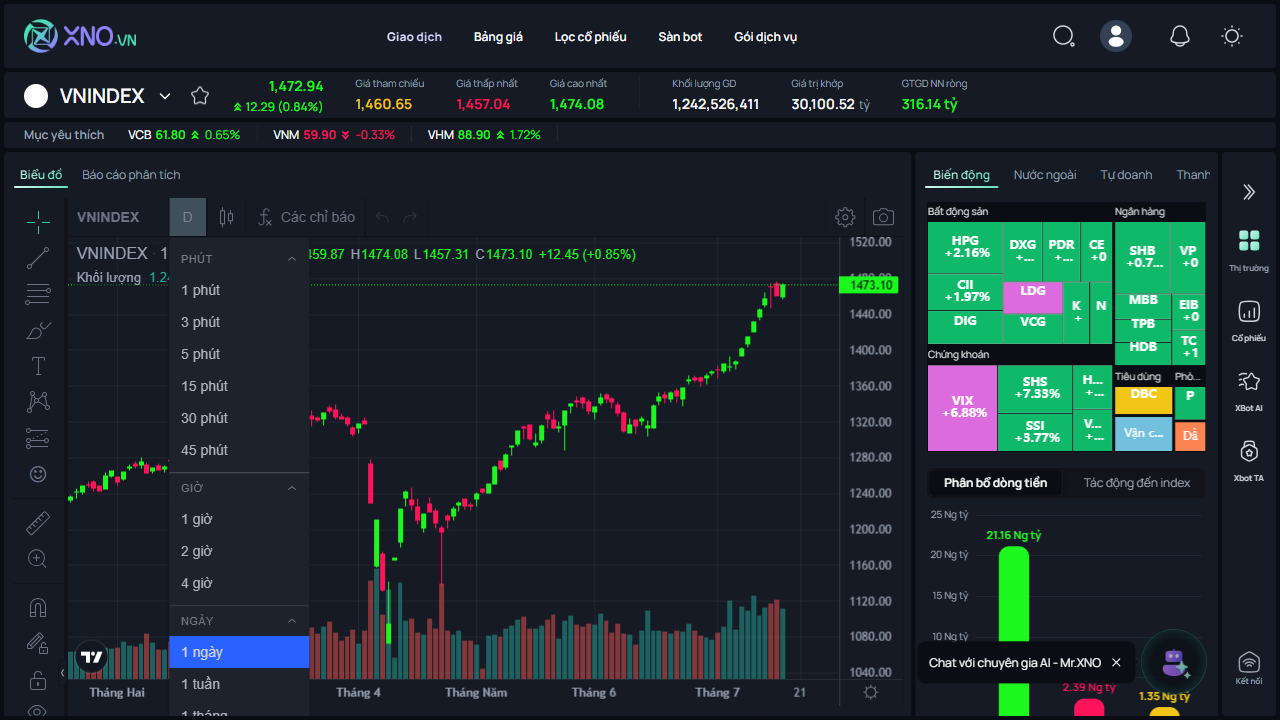 XNO.VN
Giao dịch Bảng giá Lọc cổ phiếu Sàn bot Gói dịch vụ
VNINDEX
1,472.94
12.29 (0.84%)
Giá tham chiếu
1,460.65
Giá thấp nhất
1,457.04
Giá cao nhất
1,474.08
Khối lượng GD
1,242,526,411
Giá trị khớp
30,100.52 tỷ
GTGD NN ròng
316.14 tỷ
Mục yêu thích VCB 61.80 0.65% VNM 59.90 -0.33% VHM 88.90 1.72%
Biểu đồ Báo cáo phân tích
VNINDEX D Các chỉ báo
VNINDEX 1
459.87 H1474.08 L1457.31 C1473.10 +12.45 (+0.85%)
Khối lượng 1.24
PHÚT
1 phút
3 phút
5 phút
15 phút
30 phút
45 phút
GIỜ
1 giờ
2 giờ
4 giờ
NGÀY
1 ngày
1 tuần
1 tháng
1520.00
1473.10
1440.00
1400.00
1360.00
1320.00
1280.00
1240.00
1200.00
1160.00
1120.00
1080.00
1040.00
Tháng Hai Tháng 4 Tháng Năm Tháng 6 Tháng 7 21
Biến động Nước ngoài Tự doanh Thanh
Bất động sản
HPG
+2.16%
DXG
+...
PDR
+...
CE
+0
CII
+1.97%
LDG
K
+
N
DIG
VCG
Ngân hàng
SHB
+0.7...
VP
+0
MBB
EIB
+0
TPB
HDB
TC
+1
Chứng khoán
VIX
+6.88%
SHS
+7.33%
H...
+...
SSI
+3.77%
V...
+...
Tiêu dùng
DBC
Phò...
P
Vận c...
Dầ
Phân bổ dòng tiền Tác động đến index
25 Ng tỷ
20 Ng tỷ
15 Ng tỷ
10 Ng tỷ
21.16 Ng tỷ
2.39 Ng tỷ
1.35 Ng tỷ
Chat với chuyên gia AI - Mr.XNO
Thị trường
Cổ phiếu
XBot AI
Xbot TA
Kết nối